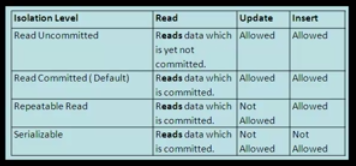 Isolation Level Read Update Insert
Read Uncommitted Reads data which Allowed Allowed
is yet not
committed.
Read Committed ( Default) Reads data which Allowed Allowed
is committed.
Repeatable Read Reads data which Not Allowed
is committed. Allowed
Serializable Reads data which Not Not
is committed. Allowed Allowed